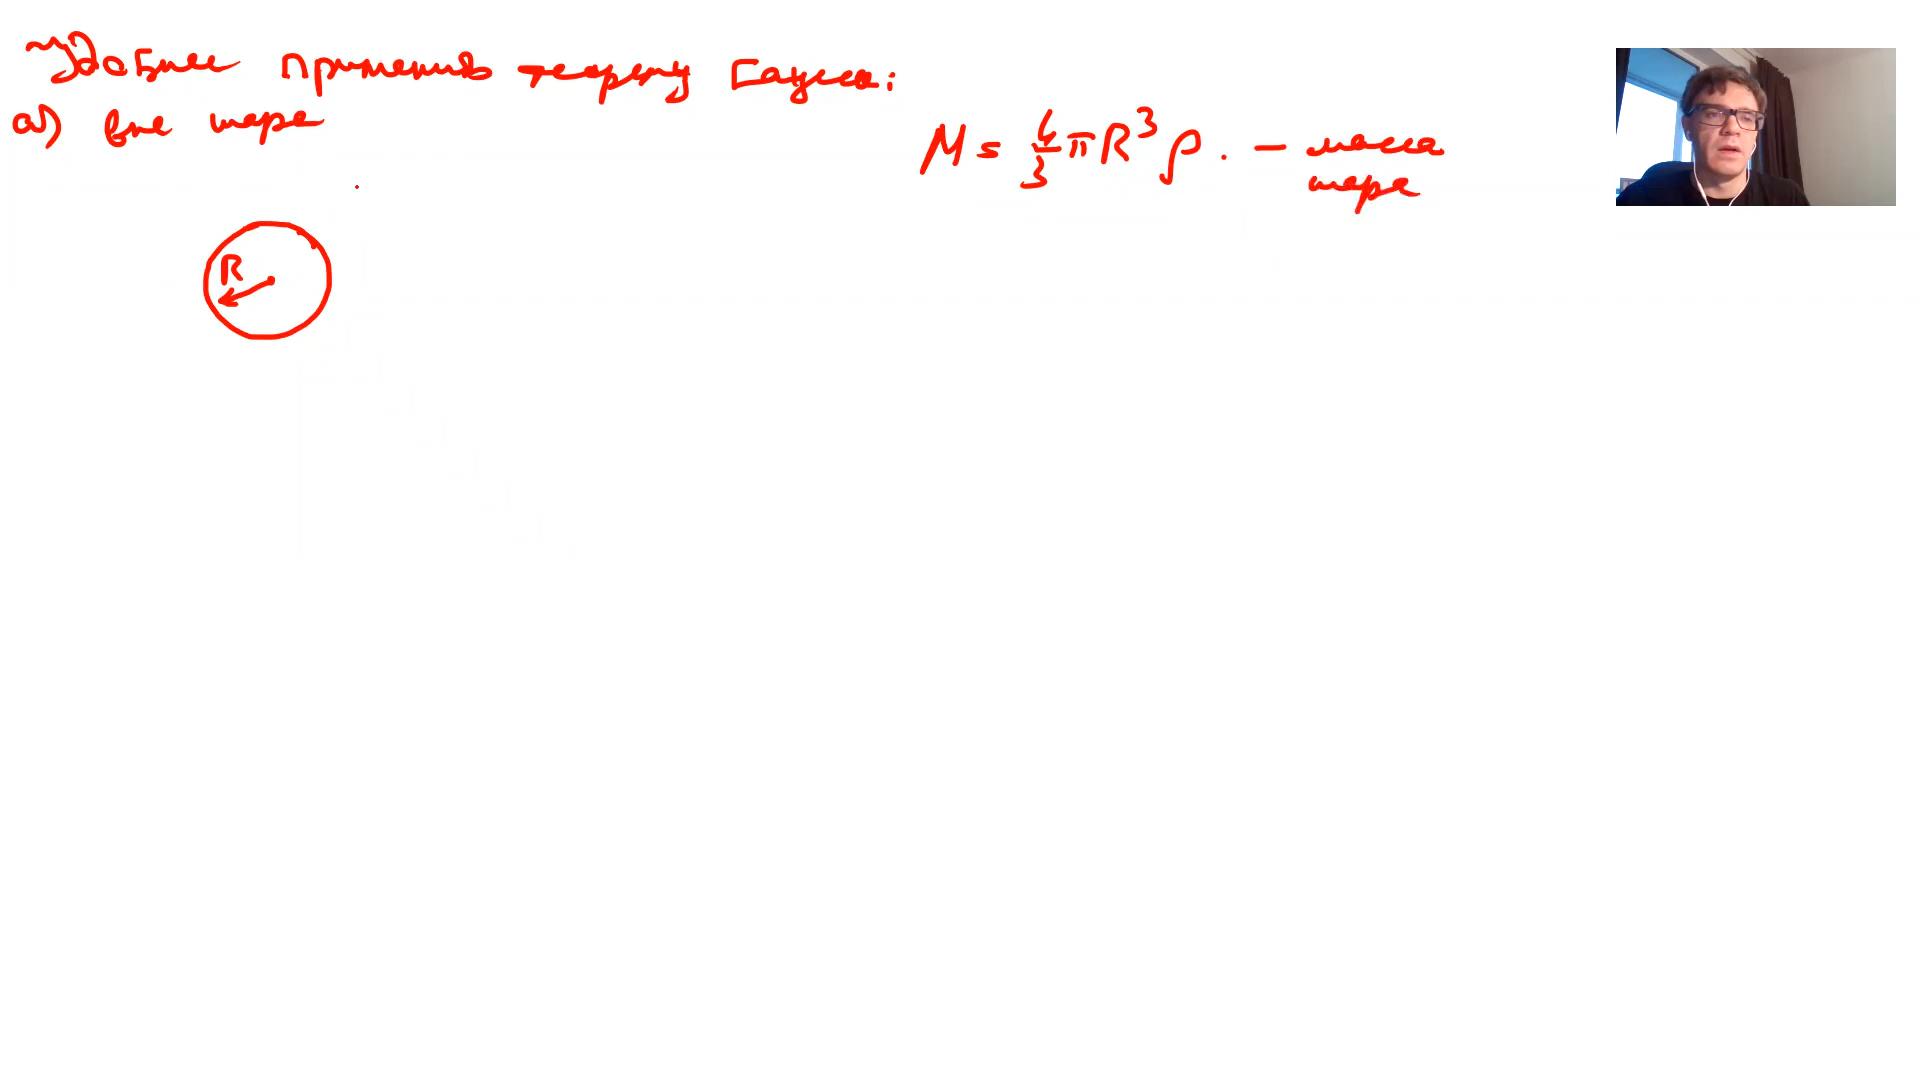 Удобнее применить теорему Гаусса:
а) вне шара
M = 4/3 πR³ρ. – масса
шара
R